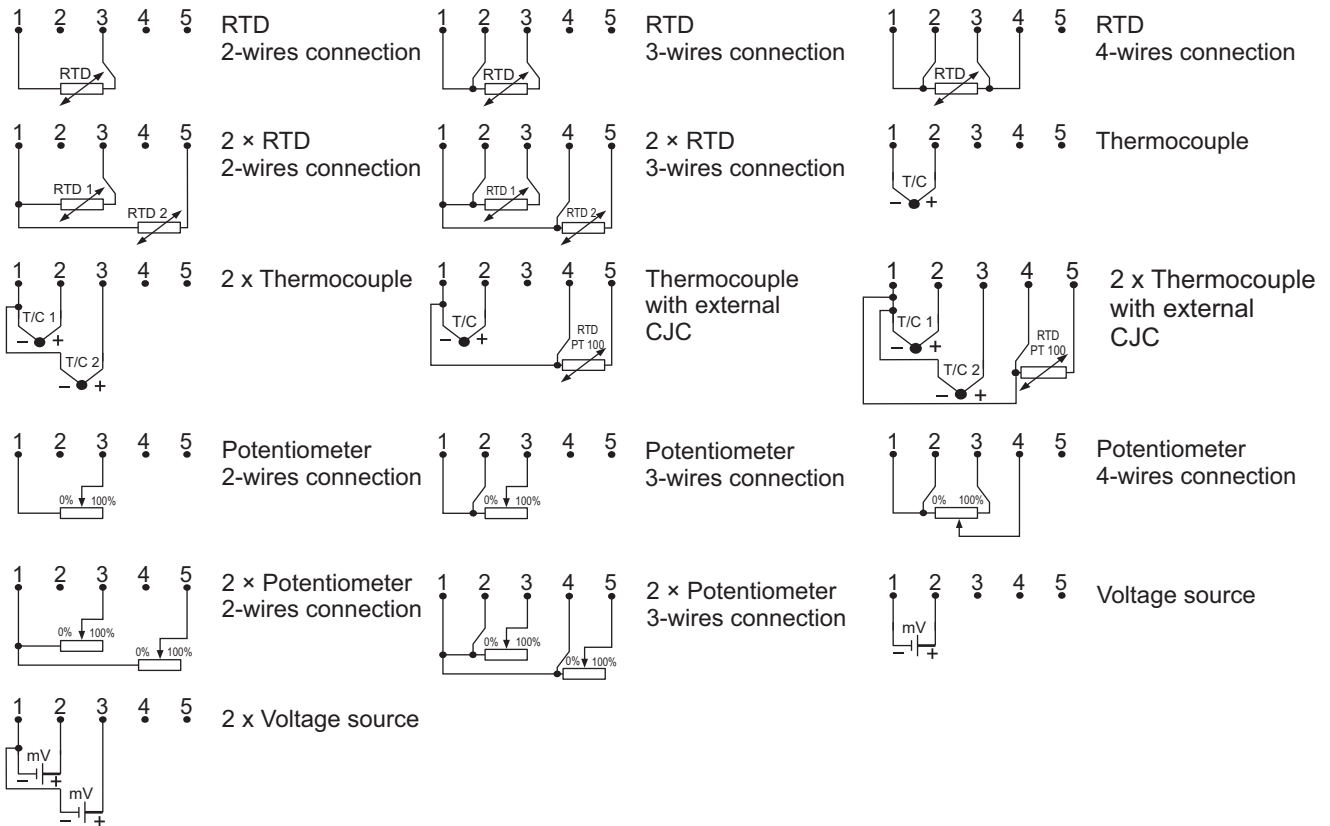 1 2 3 4 5
RTD
RTD
2-wires connection
1 2 3 4 5
RTD
RTD
3-wires connection
1 2 3 4 5
RTD
RTD
4-wires connection
1 2 3 4 5
RTD 1
RTD 2
2 × RTD
2-wires connection
1 2 3 4 5
RTD 1
RTD 2
2 × RTD
3-wires connection
1 2 3 4 5
T/C
– +
Thermocouple
1 2 3 4 5
T/C 1
– +
T/C 2
– +
2 x Thermocouple
1 2 3 4 5
T/C
– +
RTD
PT 100
Thermocouple
with external
CJC
1 2 3 4 5
T/C 1
– +
T/C 2
– +
RTD
PT 100
2 x Thermocouple
with external
CJC
1 2 3 4 5
0% 100%
Potentiometer
2-wires connection
1 2 3 4 5
0% 100%
Potentiometer
3-wires connection
1 2 3 4 5
0% 100%
Potentiometer
4-wires connection
1 2 3 4 5
0% 100%
0% 100%
2 × Potentiometer
2-wires connection
1 2 3 4 5
0% 100%
0% 100%
2 × Potentiometer
3-wires connection
1 2 3 4 5
mV
– +
Voltage source
1 2 3 4 5
mV
– +
mV
– +
2 x Voltage source